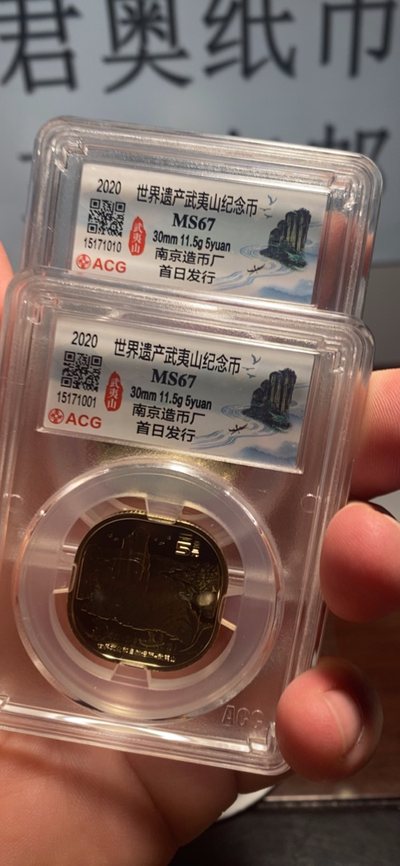 君奥纸币
2020 世界遗产武夷山纪念币
MS67
武夷山
30mm 11.5g 5yuan
15171010
南京造币厂
ACG
首日发行
2020 世界遗产武夷山纪念币
MS67
武夷山
30mm 11.5g 5yuan
15171001
南京造币厂
ACG
首日发行
ACG